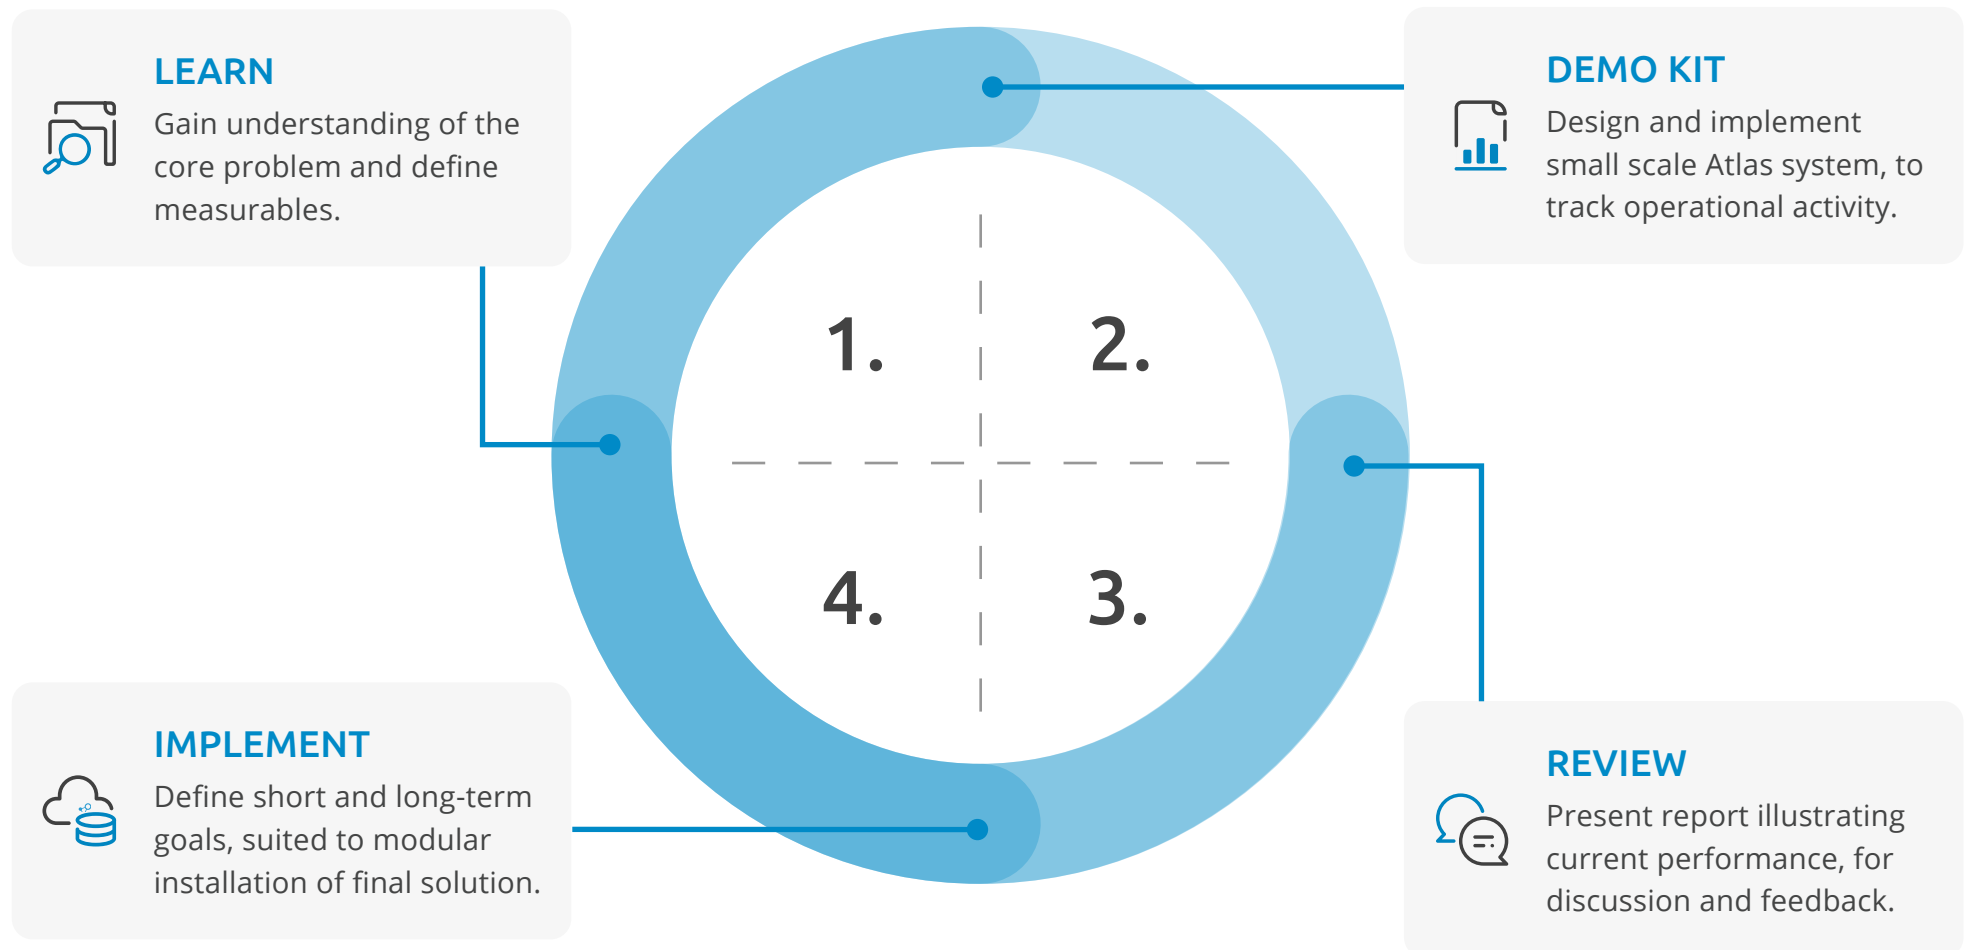 LEARN
Gain understanding of the
core problem and define
measurables.
DEMO KIT
Design and implement
small scale Atlas system, to
track operational activity.
1.
2.
4.
3.
IMPLEMENT
Define short and long-term
goals, suited to modular
installation of final solution.
REVIEW
Present report illustrating
current performance, for
discussion and feedback.